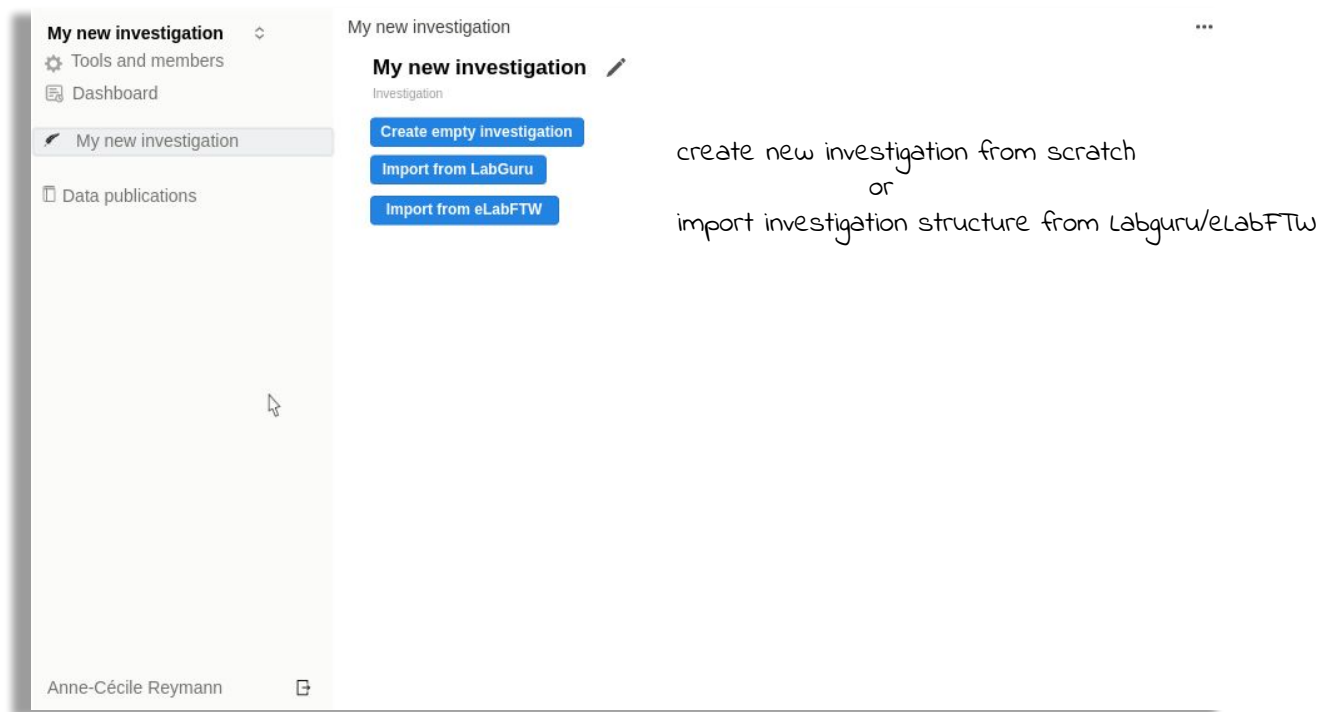 My new investigation
Tools and members
Dashboard
My new investigation
Data publications
Anne-Cécile Reymann
My new investigation
My new investigation
Investigation
Create empty investigation
Import from LabGuru
Import from eLabFTW
create new investigation from scratch
or
import investigation structure from Labguru/eLabFTW